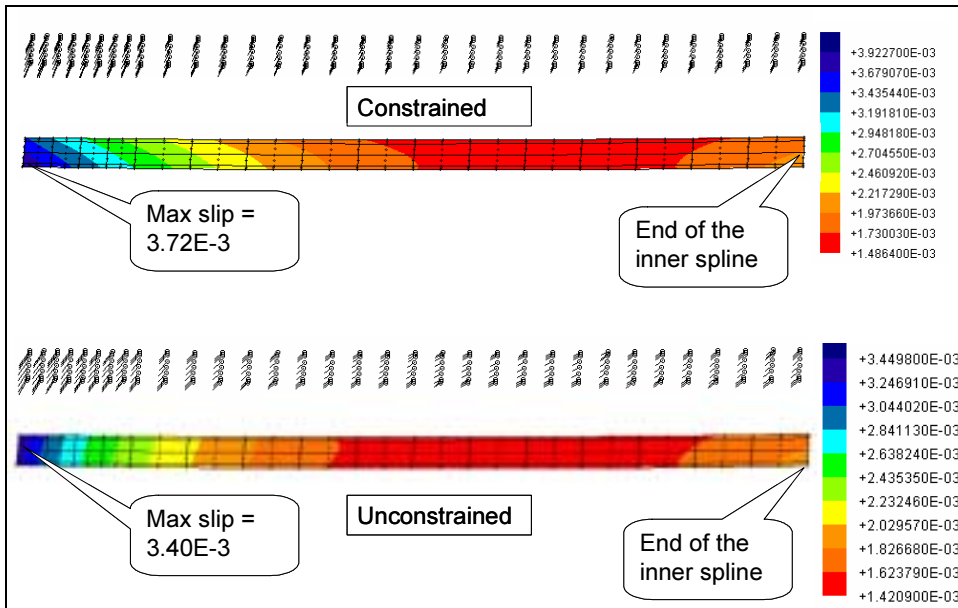 Constrained
Max slip =
3.72E-3
End of the
inner spline
+3.922700E-03
+3.679070E-03
+3.435440E-03
+3.191810E-03
+2.948180E-03
+2.704550E-03
+2.460920E-03
+2.217290E-03
+1.973660E-03
+1.730030E-03
+1.486400E-03
Max slip =
3.40E-3
Unconstrained
End of the
inner spline
+3.449800E-03
+3.246910E-03
+3.044020E-03
+2.841130E-03
+2.638240E-03
+2.435350E-03
+2.232460E-03
+2.029570E-03
+1.826680E-03
+1.623790E-03
+1.420900E-03